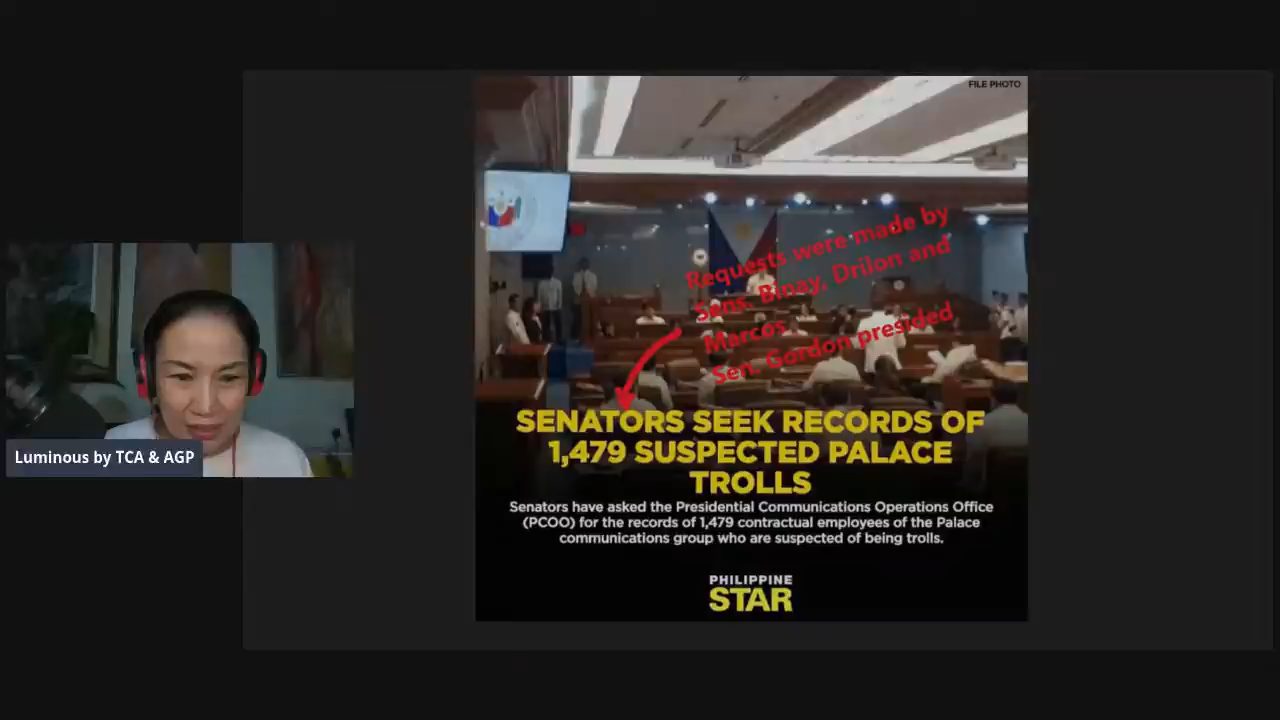 FILE PHOTO
Requests were made by
Sens. Binay, Drilon and
Marcos.
Sen. Gordon presided
SENATORS SEEK RECORDS OF
1,479 SUSPECTED PALACE
TROLLS
Senators have asked the Presidential Communications Operations Office
(PCOO) for the records of 1,479 contractual employees of the Palace
communications group who are suspected of being trolls.
PHILIPPINE
STAR
Luminous by TCA & AGP